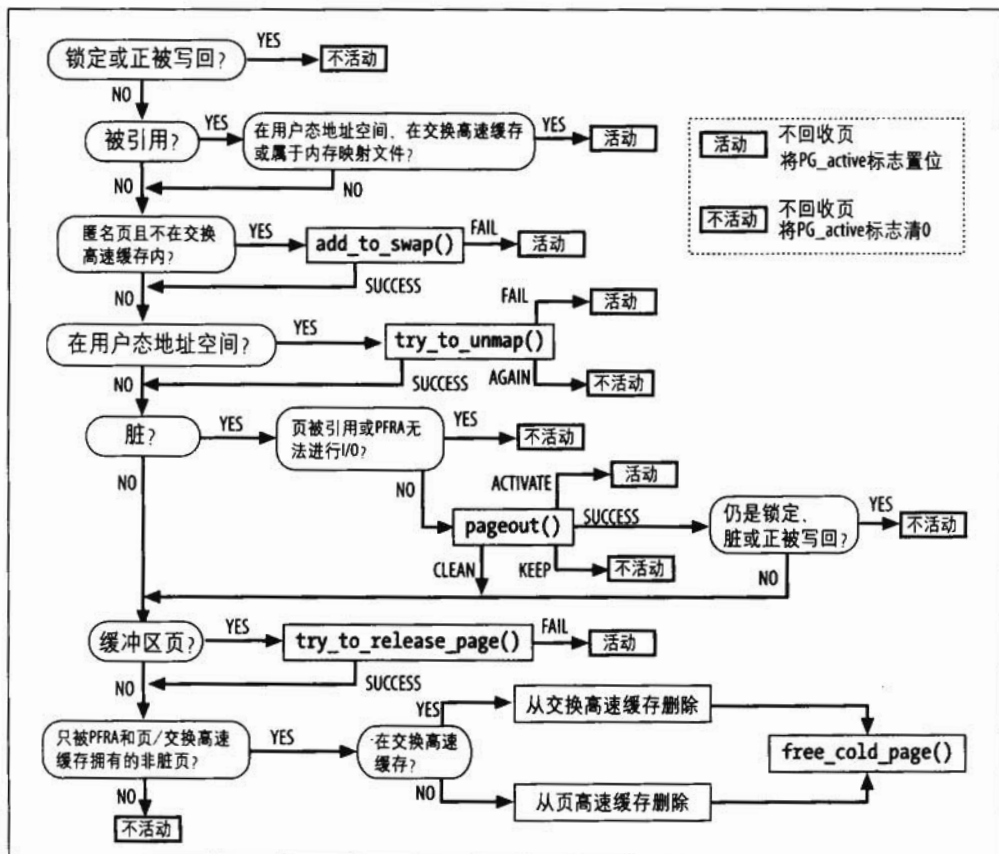 锁定或正被写回?
YES
不活动
NO
被引用?
YES
在用户态地址空间、在交换高速缓存
或属于内存映射文件?
YES
活动
NO
NO
活动
不回收页
将PG_active标志置位
不活动
不回收页
将PG_active标志清0
匿名页且不在交换
高速缓存内?
YES
add_to_swap()
FAIL
活动
SUCCESS
NO
在用户态地址空间?
YES
try_to_unmap()
FAIL
活动
SUCCESS
AGAIN
不活动
NO
脏?
YES
页被引用或PFRA无
法进行I/O?
YES
不活动
NO
NO
pageout()
ACTIVATE
活动
SUCCESS
仍是锁定、
脏或正被写回?
YES
不活动
CLEAN
KEEP
不活动
NO
缓冲区页?
YES
try_to_release_page()
FAIL
活动
SUCCESS
NO
只被PFRA和页/交换高速
缓存拥有的非脏页?
YES
在交换高速
缓存?
YES
从交换高速缓存删除
free_cold_page()
NO
从页高速缓存删除
NO
不活动